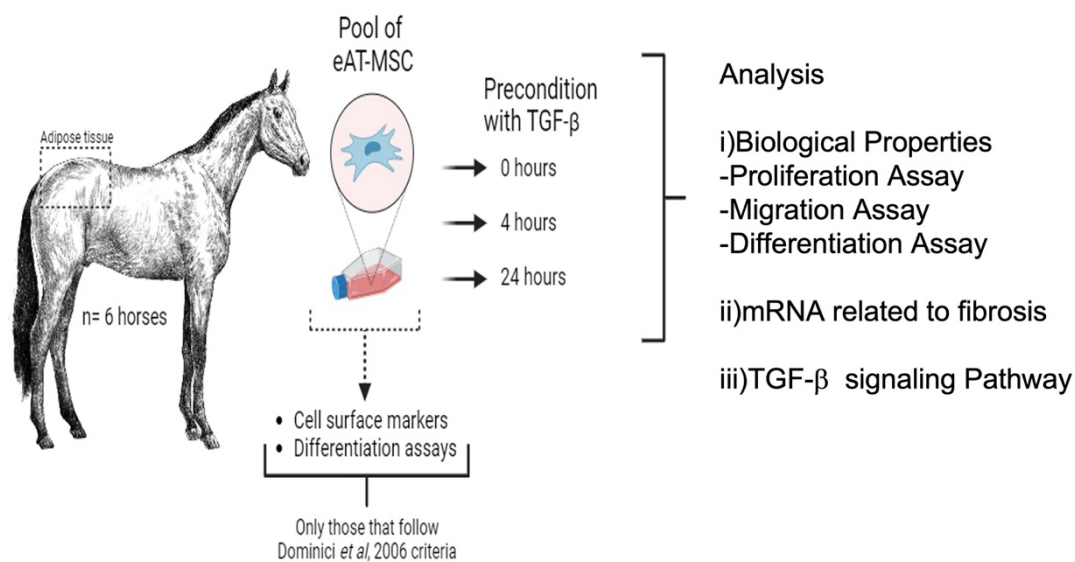 Adipose tissue
n= 6 horses
Pool of
eAT-MSC
Precondition
with TGF-β
0 hours
4 hours
24 hours
• Cell surface markers
• Differentiation assays
Only those that follow
Dominici et al, 2006 criteria
Analysis
i)Biological Properties
-Proliferation Assay
-Migration Assay
-Differentiation Assay
ii)mRNA related to fibrosis
iii)TGF-β signaling Pathway